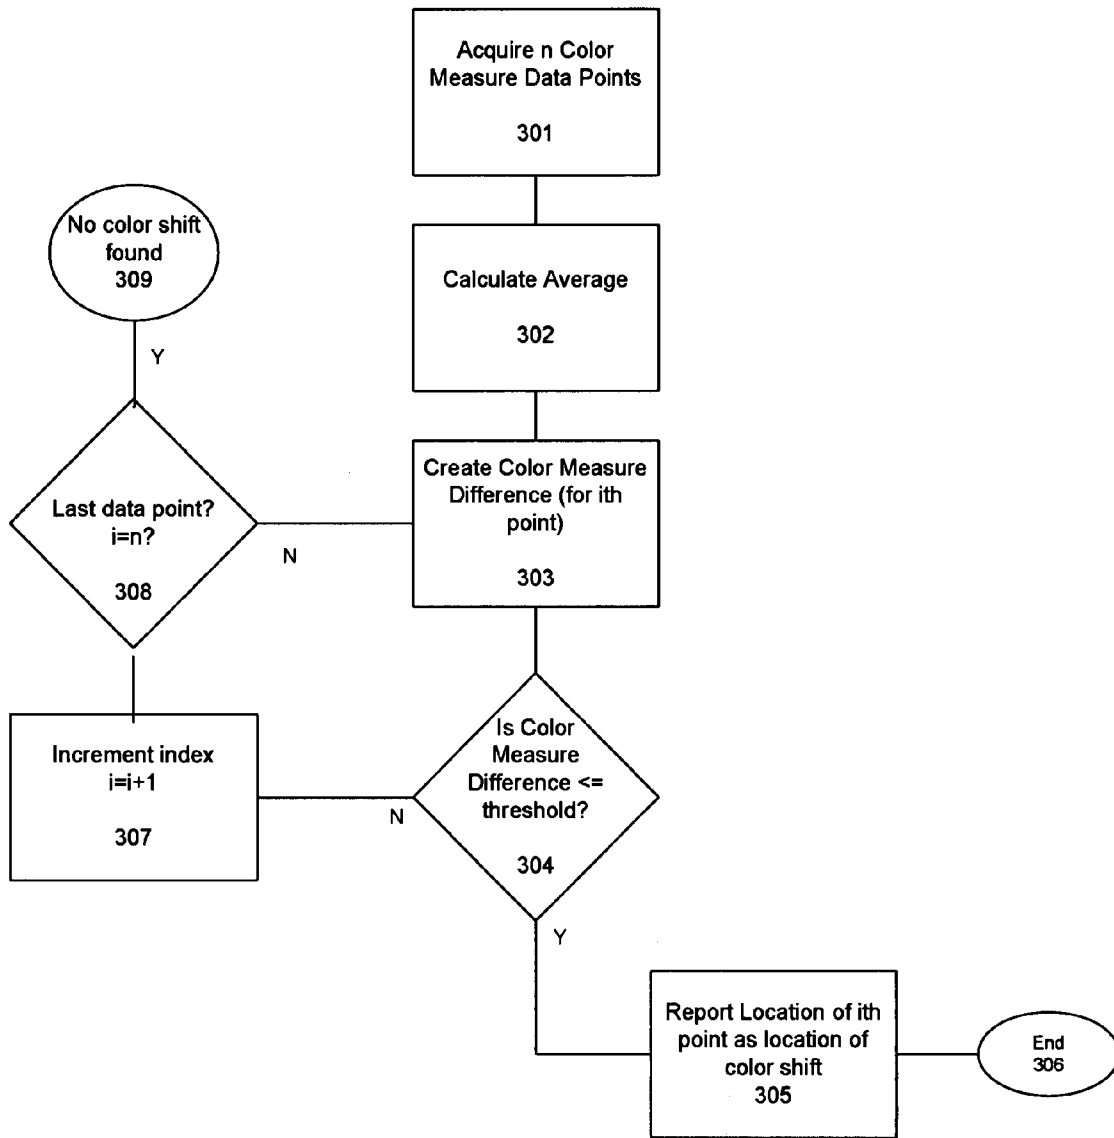 Acquire n Color
Measure Data Points
301
Calculate Average
302
Create Color Measure
Difference (for ith
point)
303
Is Color
Measure
Difference <=
threshold?
304
Y
N
Report Location of ith
point as location of
color shift
305
End
306
Increment index
i=i+1
307
Last data point?
i=n?
308
N
Y
No color shift
found
309